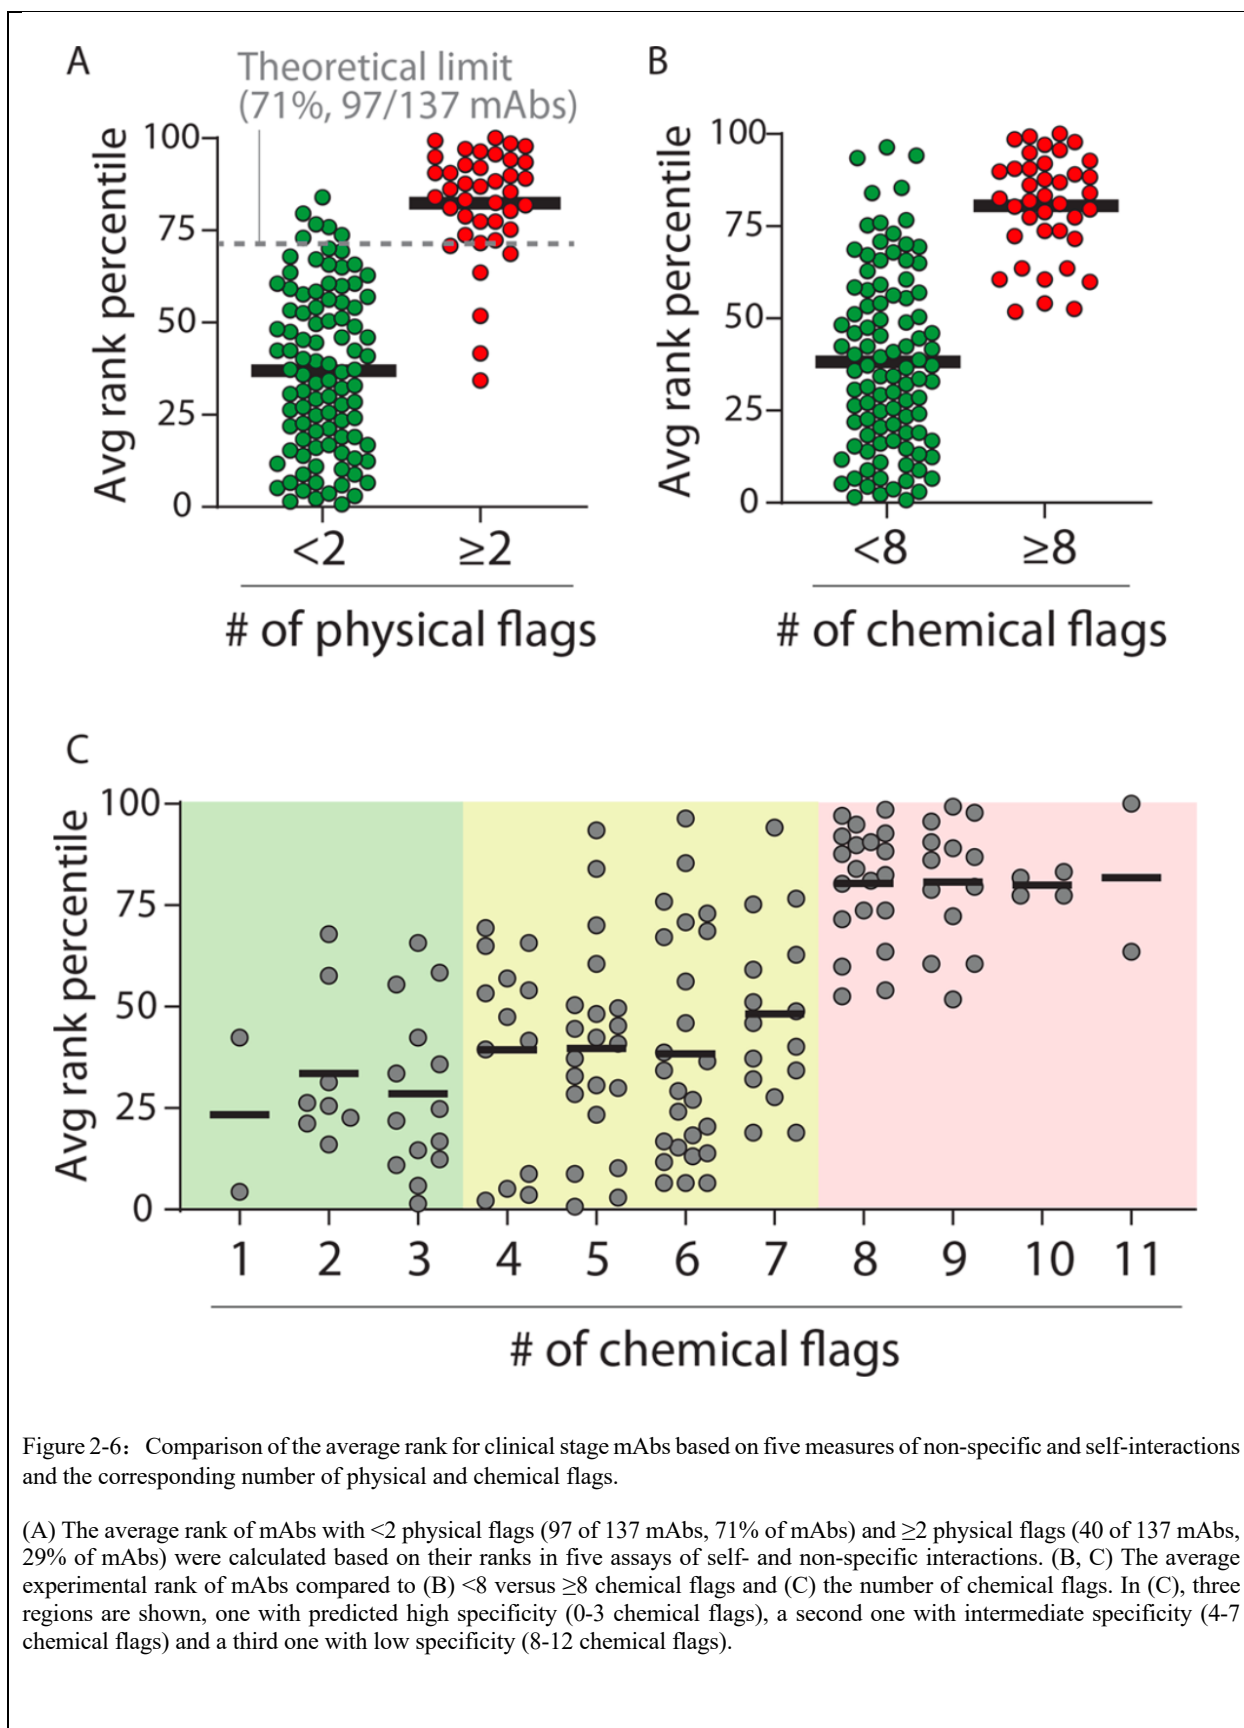 A
Theoretical limit
(71%, 97/137 mAbs)
Avg rank percentile
100
75
50
25
0
<2
≥2
# of physical flags
B
Avg rank percentile
100
75
50
25
0
<8
≥8
# of chemical flags
C
Avg rank percentile
100
75
50
25
0
1 2 3 4 5 6 7 8 9 10 11
# of chemical flags
Figure 2-6: Comparison of the average rank for clinical stage mAbs based on five measures of non-specific and self-interactions
and the corresponding number of physical and chemical flags.
(A) The average rank of mAbs with <2 physical flags (97 of 137 mAbs, 71% of mAbs) and ≥2 physical flags (40 of 137 mAbs,
29% of mAbs) were calculated based on their ranks in five assays of self- and non-specific interactions. (B, C) The average
experimental rank of mAbs compared to (B) <8 versus ≥8 chemical flags and (C) the number of chemical flags. In (C), three
regions are shown, one with predicted high specificity (0-3 chemical flags), a second one with intermediate specificity (4-7
chemical flags) and a third one with low specificity (8-12 chemical flags).